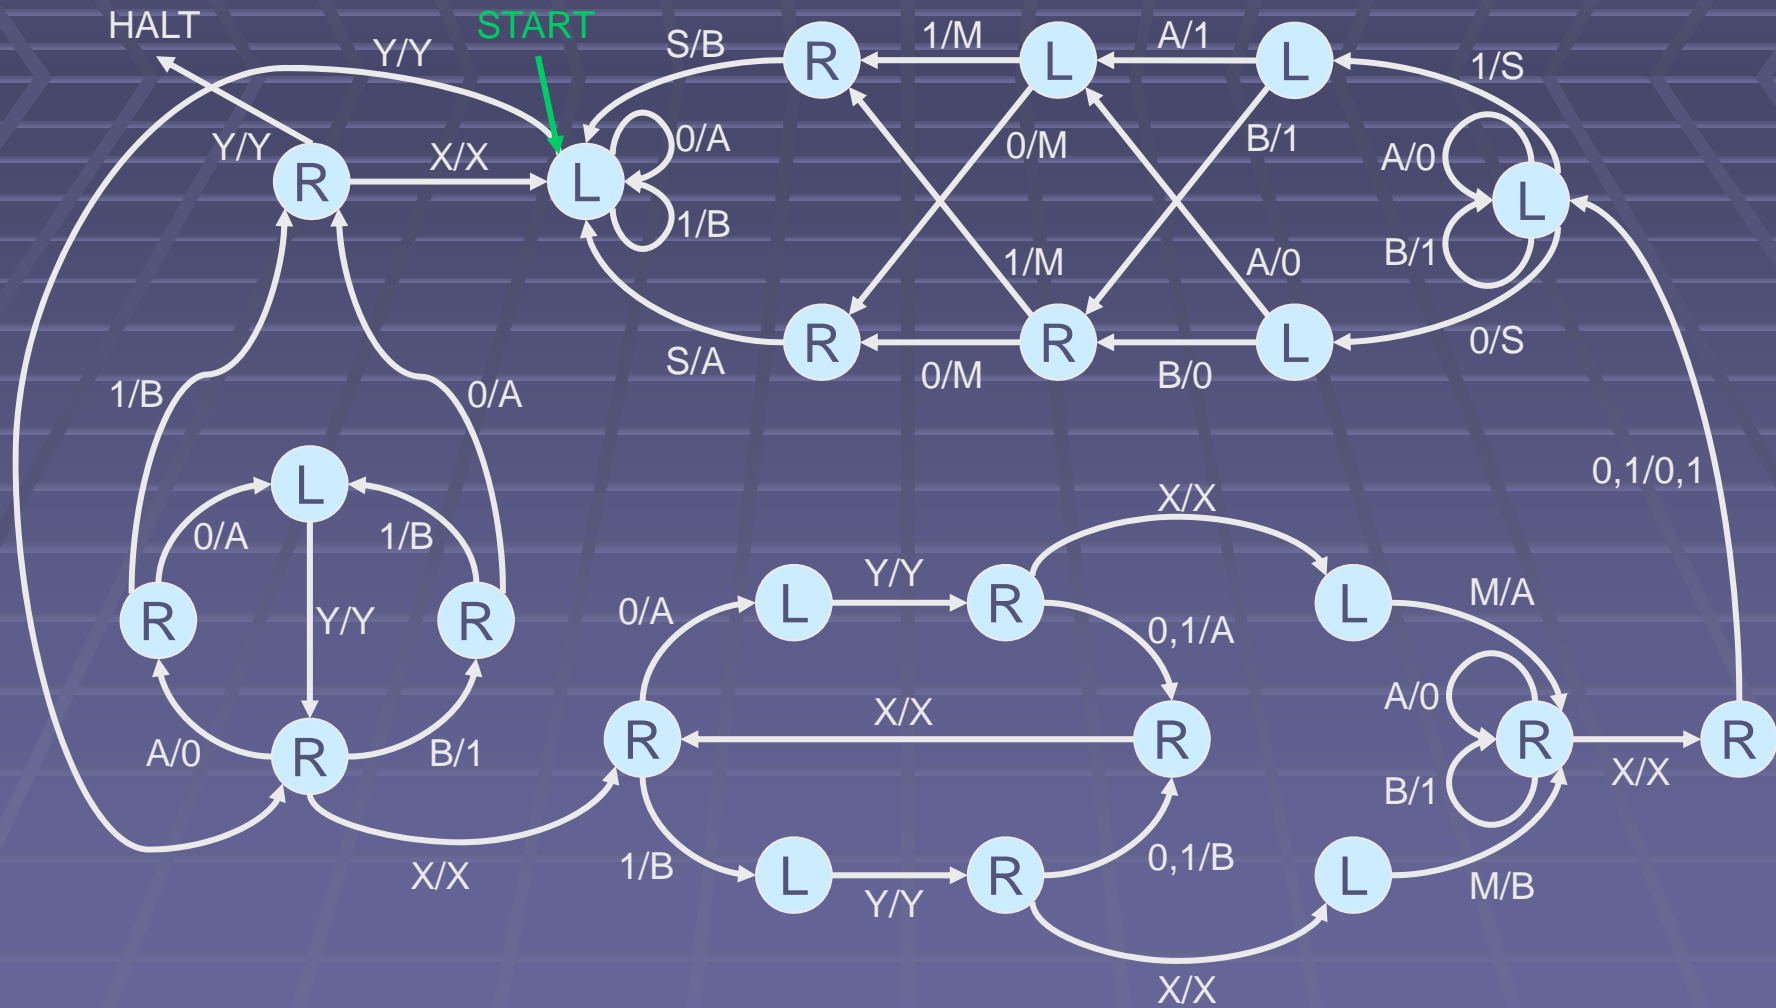 HALT
START
Y/Y
S/B
1/M
A/1
1/S
R
L
L
Y/Y
X/X
0/A
0/M
B/1
A/0
R
L
L
1/B
1/M
A/0
B/1
S/A
R
0/M
R
B/0
L
0/S
1/B
0/A
L
0,1/0,1
0/A
1/B
X/X
Y/Y
M/A
R
Y/Y
R
0/A
L
R
L
0,1/A
A/0
X/X
A/0
R
B/1
R
R
R
R
X/X
B/1
X/X
1/B
L
Y/Y
R
0,1/B
L
M/B
X/X